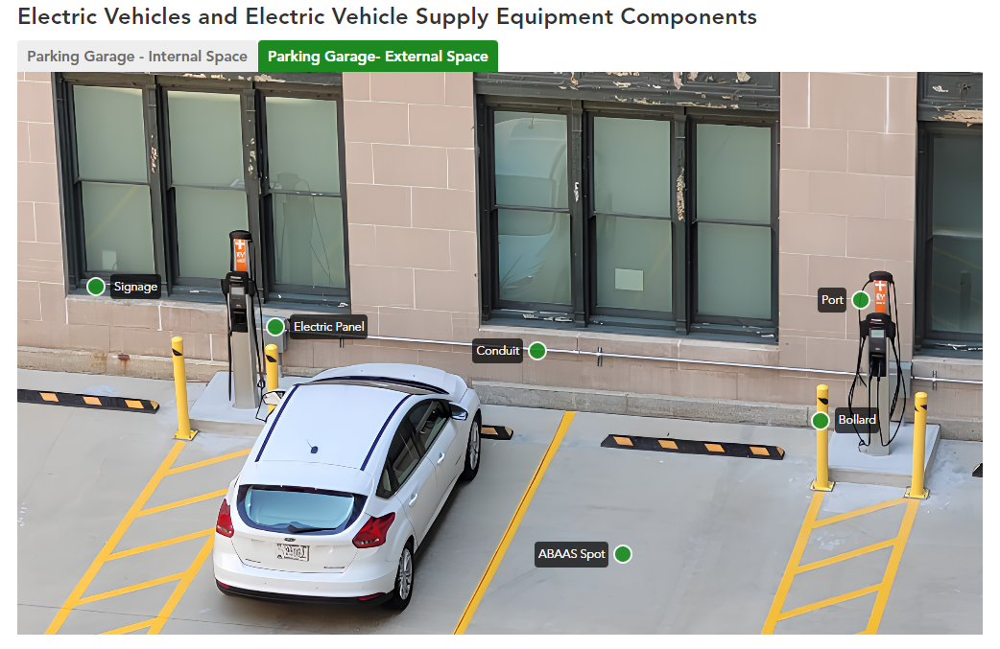 Electric Vehicles and Electric Vehicle Supply Equipment Components
Parking Garage - Internal Space
Parking Garage- External Space
Signage
Electric Panel
Conduit
Port
Bollard
ABAAS Spot